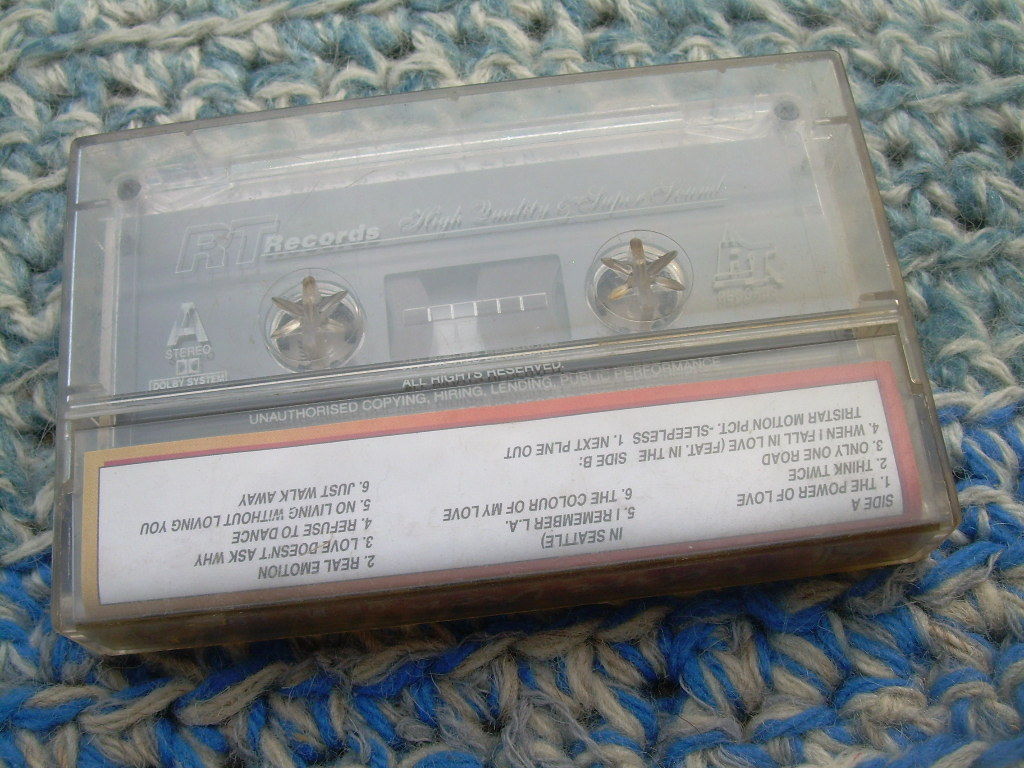 RT Records High Quality & Super Sound
RT
RECORDS
A
STEREO
DOLBY SYSTEM
ALL RIGHTS RESERVED.
UNAUTHORISED COPYING, HIRING, LENDING, PUBLIC PERFORMANCE
SIDE A
1. THE POWER OF LOVE
2. THINK TWICE
3. ONLY ONE ROAD
4. WHEN I FALL IN LOVE (FEAT. IN THE
TRISTAR MOTION PICT. -SLEEPLESS
IN SEATTLE)
5. I REMEMBER L.A.
6. THE COLOUR OF MY LOVE
SIDE B:
1. NEXT PLNE OUT
2. REAL EMOTION
3. LOVE DOESN'T ASK WHY
4. REFUSE TO DANCE
5. NO LIVING WITHOUT LOVING YOU
6. JUST WALK AWAY